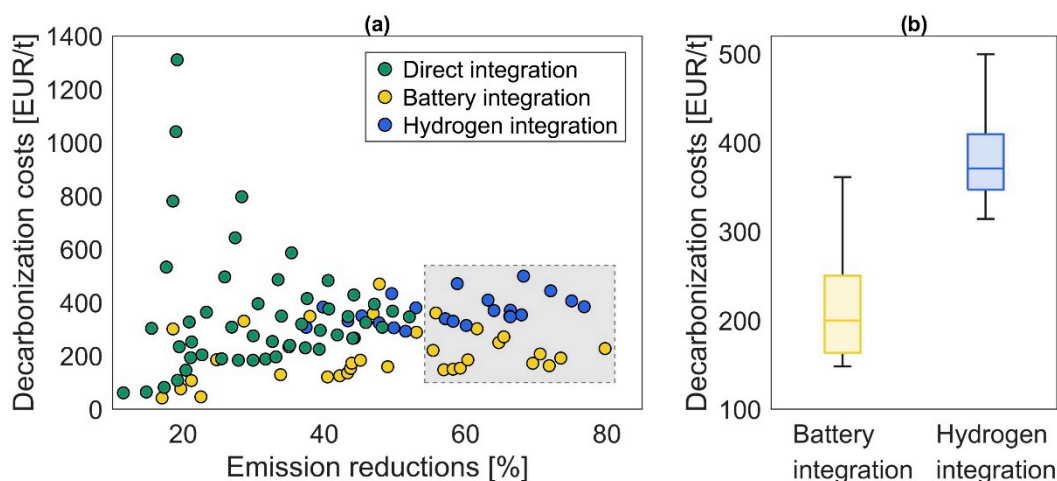 (a)
Decarbonization costs [EUR/t]
1400
1200
1000
800
600
400
200
0
20
40
60
80
Emission reductions [%]
Direct integration
Battery integration
Hydrogen integration
(b)
Decarbonization costs [EUR/t]
500
400
300
200
100
Battery
integration
Hydrogen
integration